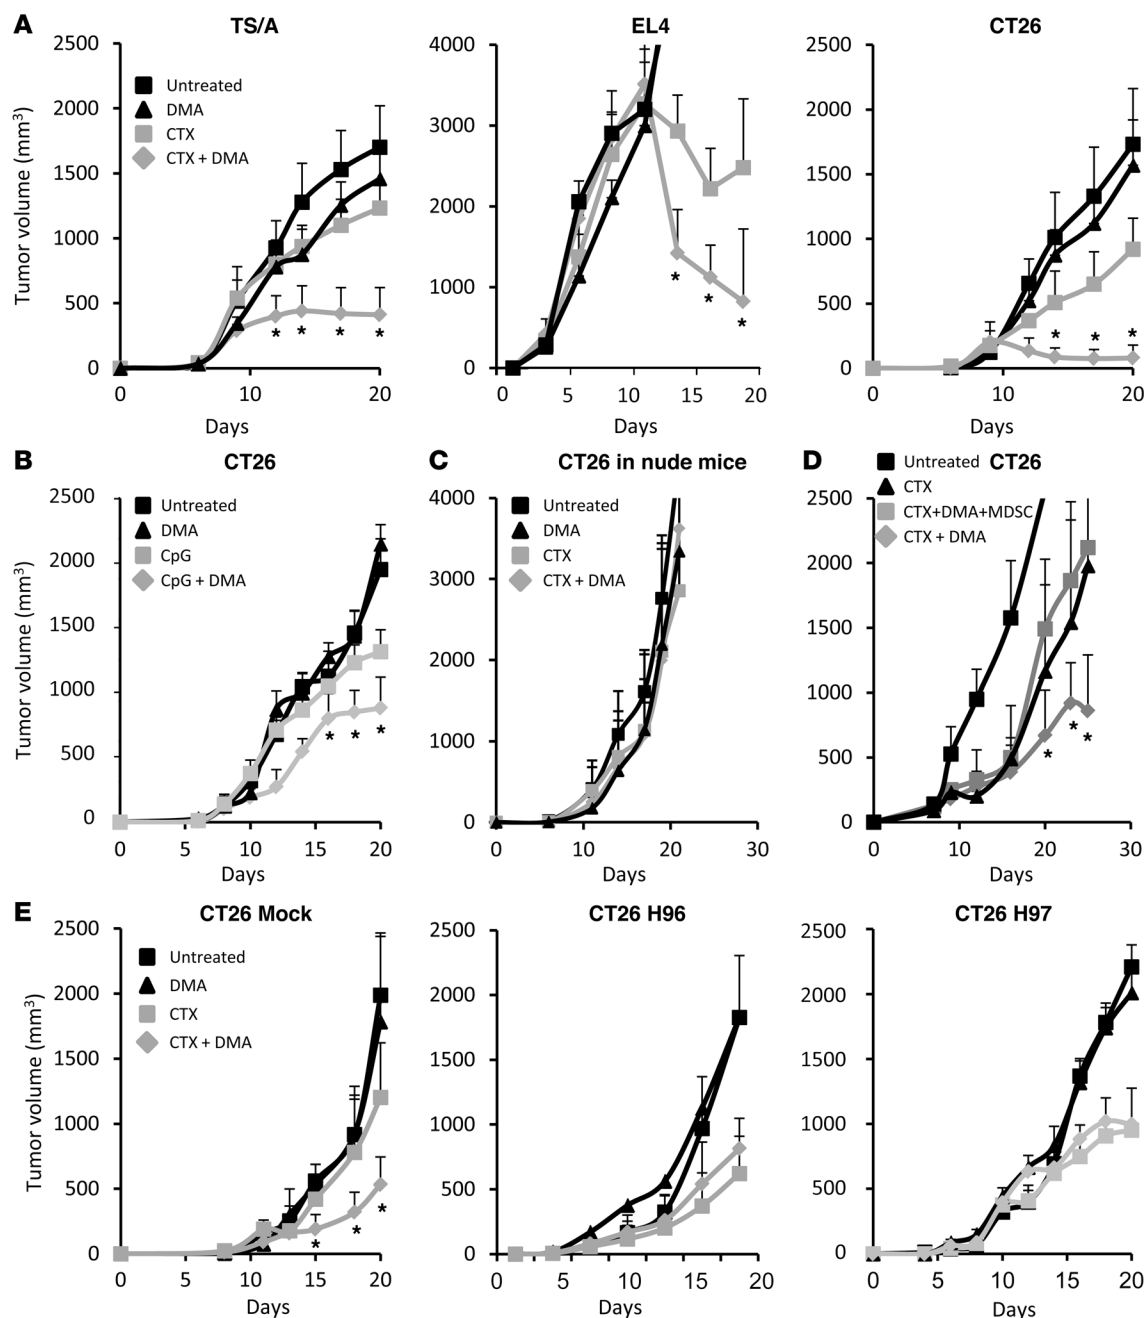 A
TS/A
EL4
CT26
Tumor volume (mm³)
2500
2000
1500
1000
500
0
Untreated
DMA
CTX
CTX + DMA
* * * *
0 10 20
Days
4000
3000
2000
1000
0
* * *
0 5 10 15 20
Days
2500
2000
1500
1000
500
0
* * *
0 10 20
Days
B
CT26
Tumor volume (mm³)
2500
2000
1500
1000
500
0
Untreated
DMA
CpG
CpG + DMA
* * *
0 5 10 15 20
Days
C
CT26 in nude mice
4000
3000
2000
1000
0
Untreated
DMA
CTX
CTX + DMA
0 10 20 30
Days
D
CT26
Untreated
CTX
CTX+DMA+MDSC
CTX + DMA
2500
2000
1500
1000
500
0
* * *
0 10 20 30
Days
E
CT26 Mock
Tumor volume (mm³)
2500
2000
1500
1000
500
0
Untreated
DMA
CTX
CTX + DMA
* * *
0 5 10 15 20
Days
CT26 H96
2500
2000
1500
1000
500
0
0 5 10 15 20
Days
CT26 H97
2500
2000
1500
1000
500
0
0 5 10 15 20
Days